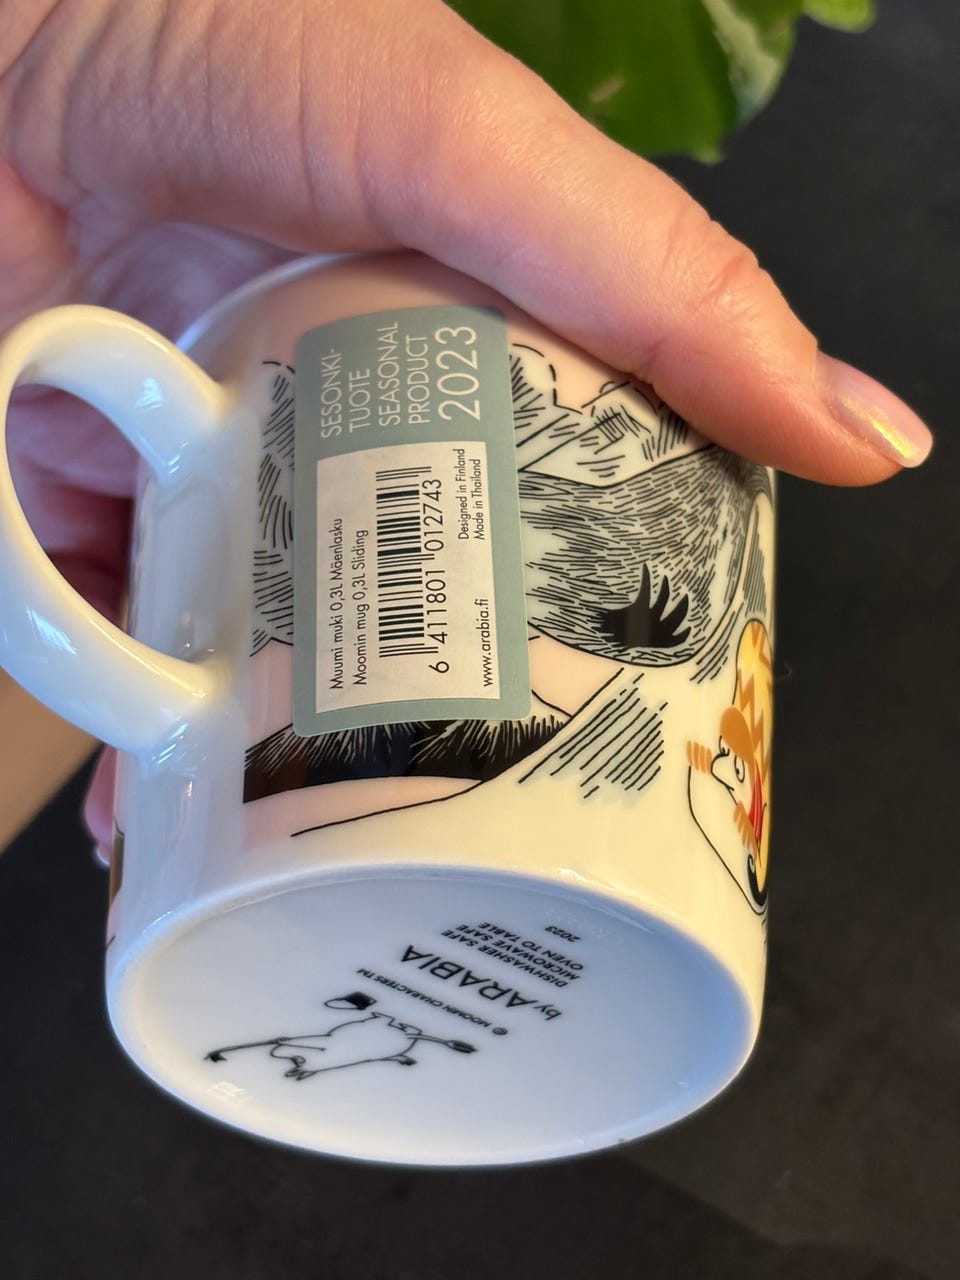 SESONKI-
TUOTE
SEASONAL
PRODUCT
2023
Muumi muki 0,3L Mäenlasku
Moomin mug 0,3L Sliding
6 411801 012743
Designed in Finland
Made in Thailand
www.arabia.fi
© MOOMIN CHARACTERS TM
by ARABIA
DISHWASHER SAFE
MICROWAVE SAFE
OVEN TO TABLE
2023